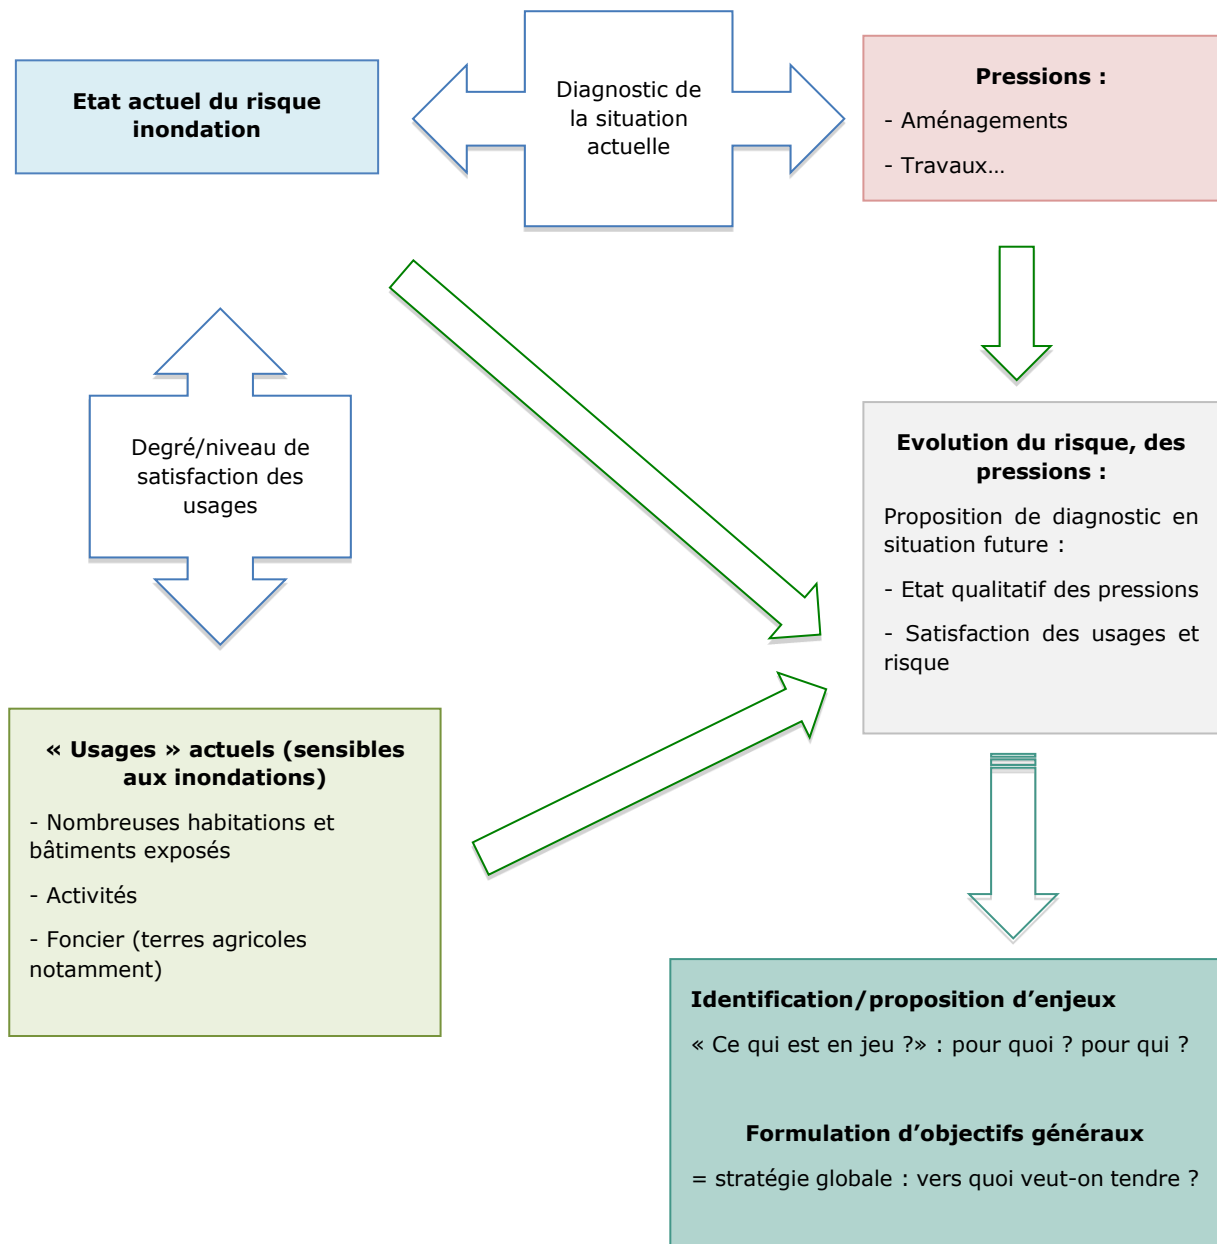 Etat actuel du risque
inondation
Diagnostic de
la situation
actuelle
Pressions :
- Aménagements
- Travaux…
Degré/niveau de
satisfaction des
usages
Evolution du risque, des
pressions :
Proposition de diagnostic en
situation future :
- Etat qualitatif des pressions
- Satisfaction des usages et
risque
« Usages » actuels (sensibles
aux inondations)
- Nombreuses habitations et
bâtiments exposés
- Activités
- Foncier (terres agricoles
notamment)
Identification/proposition d’enjeux
« Ce qui est en jeu ?» : pour quoi ? pour qui ?
Formulation d’objectifs généraux
= stratégie globale : vers quoi veut-on tendre ?